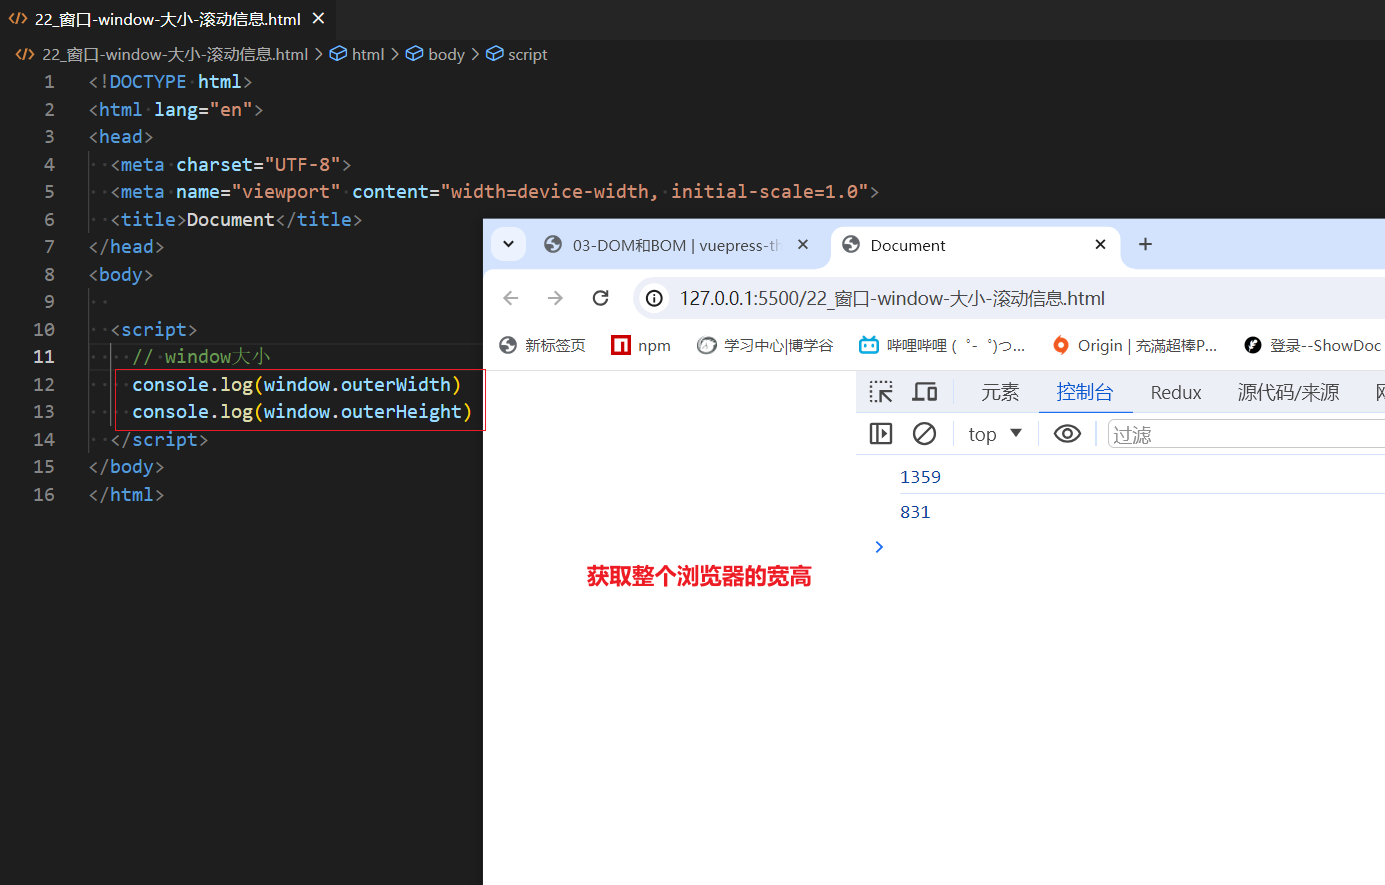 22_窗口-window-大小-滚动信息.html
22_窗口-window-大小-滚动信息.html > html > body > script
1 <!DOCTYPE html>
2 <html lang="en">
3 <head>
4 <meta charset="UTF-8">
5 <meta name="viewport" content="width=device-width, initial-scale=1.0">
6 <title>Document</title>
7 </head>
8 <body>
9
10 <script>
11 // window大小
12 console.log(window.outerWidth)
13 console.log(window.outerHeight)
14 </script>
15 </body>
16 </html>
03-DOM和BOM | vuepress-th
Document
127.0.0.1:5500/22_窗口-window-大小-滚动信息.html
新标签页 npm 学习中心|博学谷 哔哩哔哩 (゜-゜)つ... Origin | 充滿超棒P... 登录--ShowDoc
元素 控制台 Redux 源代码/来源
top 过滤
1359
831
获取整个浏览器的宽高